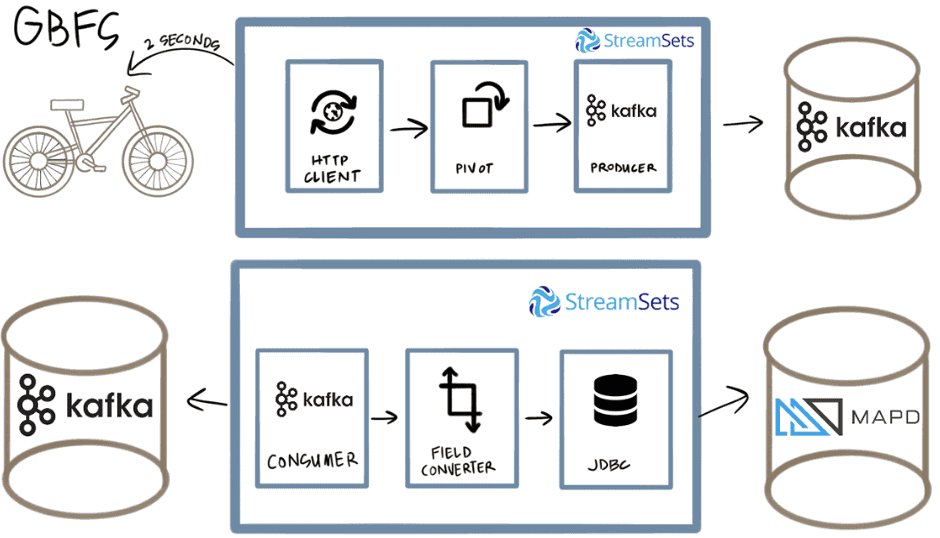 GBFS
2 SECONDS
StreamSets
HTTP
CLIENT
PIVOT
kafka
PRODUCER
kafka
StreamSets
kafka
kafka
CONSUMER
FIELD
CONVERTER
JDBC
MAPD